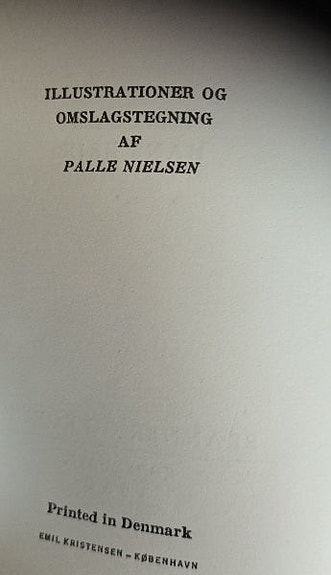 ILLUSTRATIONER OG
OMSLAGSTEGNING
AF
PALLE NIELSEN
Printed in Denmark
EMIL KRISTENSEN – KØBENHAVN